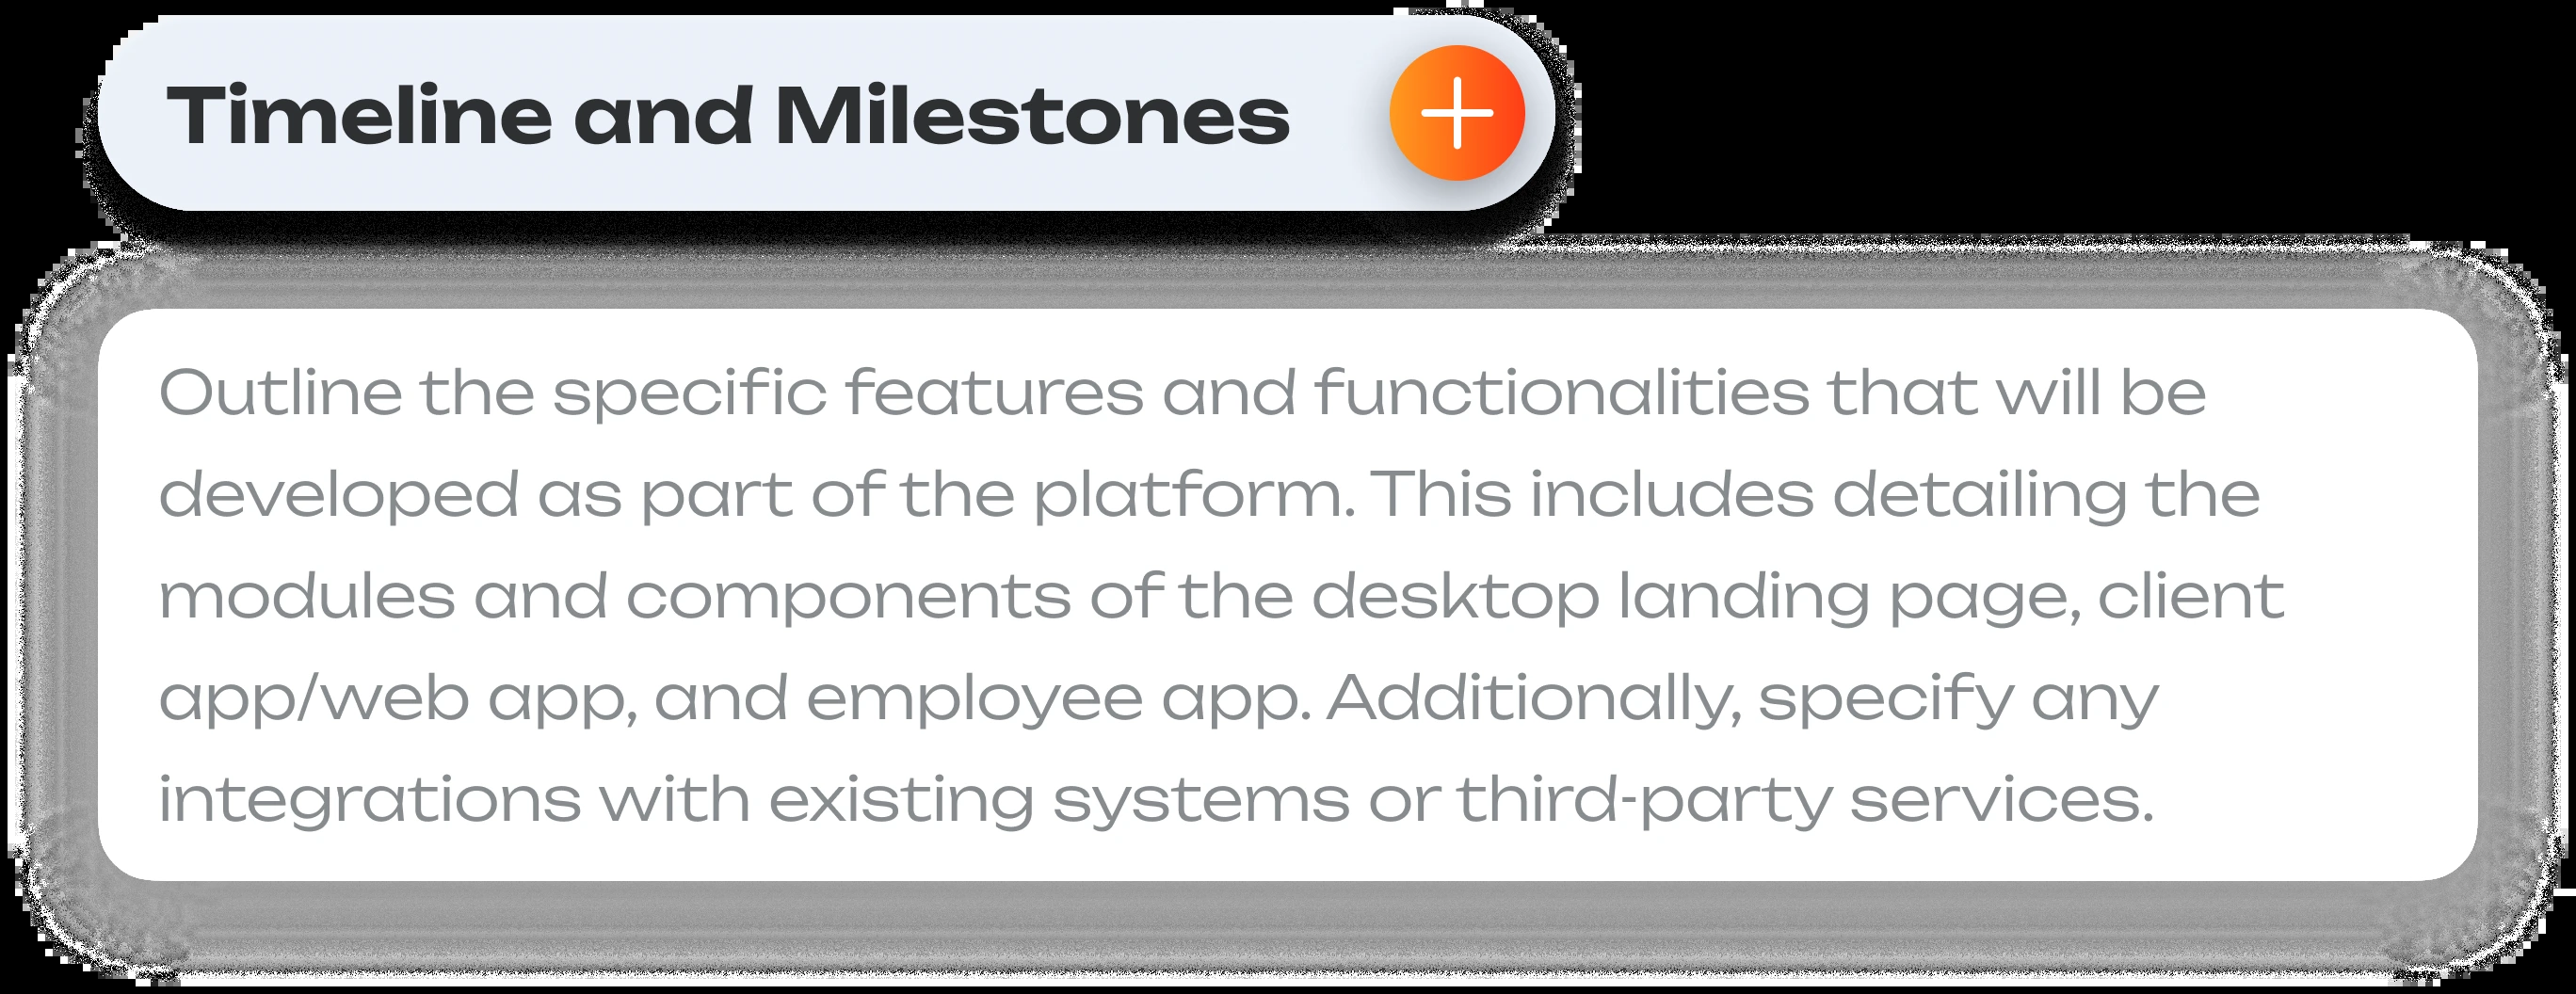 Timeline and Milestones
Outline the specific features and functionalities that will be
developed as part of the platform. This includes detailing the
modules and components of the desktop landing page, client
app/web app, and employee app. Additionally, specify any
integrations with existing systems or third-party services.